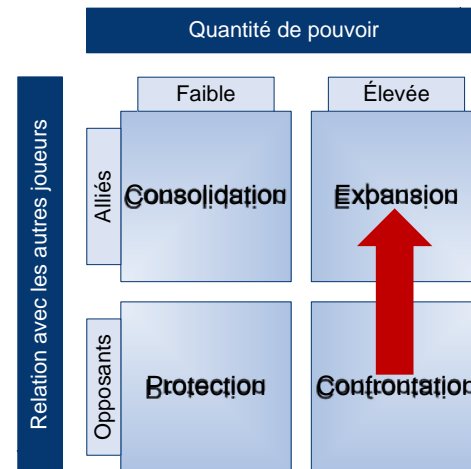 Quantité de pouvoir
Faible
Élevée
Relation avec les autres joueurs
Alliés
Consolidation
Expansion
Opposants
Protection
Confrontation